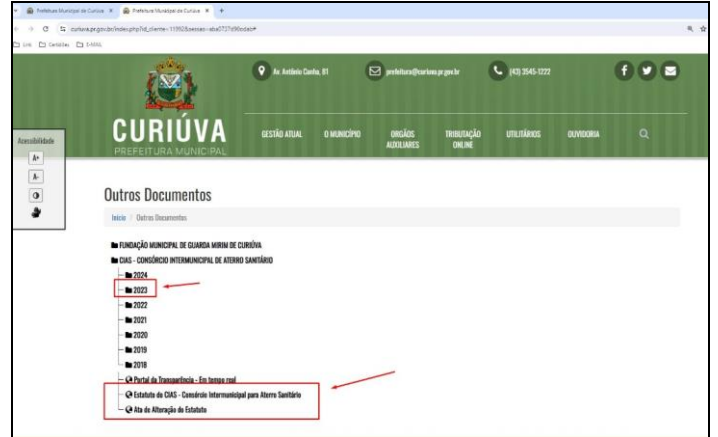 Prefeitura Municipal de Curiúva
Prefeitura Municipal de Curiúva
Link
Certidões
E-MAIL
Av. Antônio Cunha, 81
prefeitura@curiuva.pr.gov.br
(43) 3545-1222
CURIÚVA
PREFEITURA MUNICIPAL
GESTÃO ATUAL
O MUNICÍPIO
ORGÃOS AUXILIARES
TRIBUTAÇÃO ONLINE
UTILITÁRIOS
OUVIDORIA
Acessibilidade
A+
A-
Outros Documentos
Início / Outros Documentos
FUNDAÇÃO MUNICIPAL DE GUARDA MIRIM DE CURIÚVA
CIAS - CONSÓRCIO INTERMUNICIPAL DE ATERRO SANITÁRIO
2024
2023
2022
2021
2020
2019
2018
Portal da Transparência - Em tempo real
Estatuto do CIAS - Consórcio Intermunicipal para Aterro Sanitário
Ata de Alteração do Estatuto